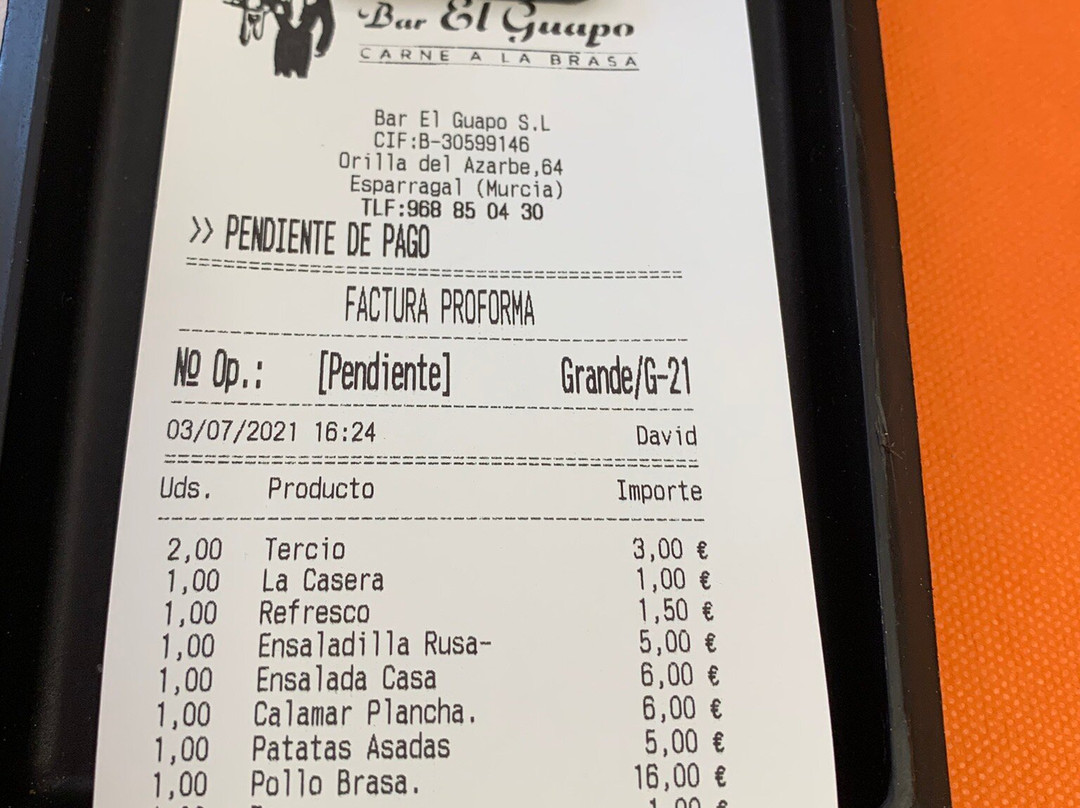 Bar El Guapo
CARNE A LA BRASA
Bar El Guapo S.L
CIF:B-30599146
Orilla del Azarbe,64
Esparragal (Murcia)
TLF:968 85 04 30
>> PENDIENTE DE PAGO
FACTURA PROFORMA
Nº Op.: [Pendiente] Grande/G-21
03/07/2021 16:24 David
Uds. Producto Importe
2,00 Tercio 3,00 €
1,00 La Casera 1,00 €
1,00 Refresco 1,50 €
1,00 Ensaladilla Rusa- 5,00 €
1,00 Ensalada Casa 6,00 €
1,00 Calamar Plancha. 6,00 €
1,00 Patatas Asadas 5,00 €
1,00 Pollo Brasa. 16,00 €